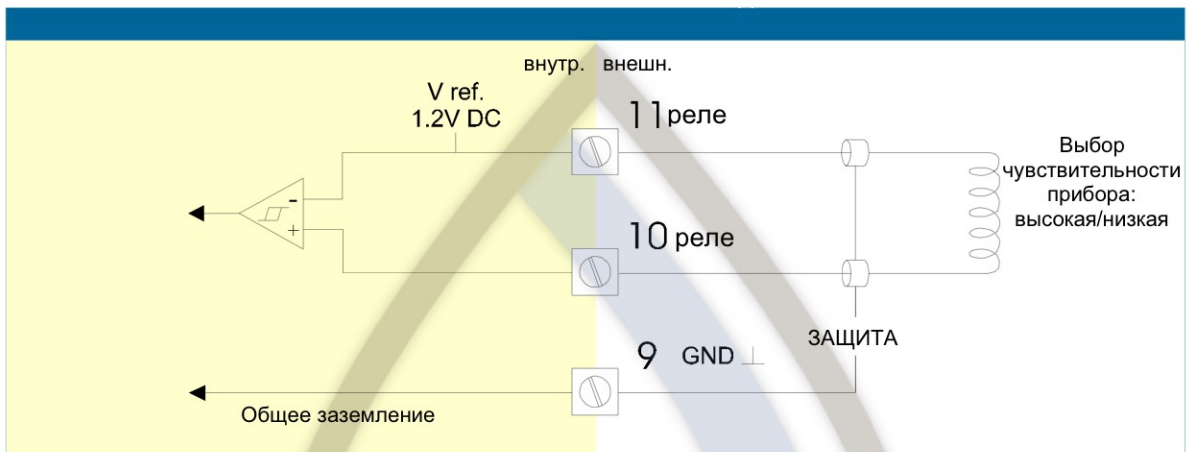 внутр. внешн.
V ref.
1.2V DC
11 реле
Выбор
чувствительности
прибора:
высокая/низкая
-
+
10 реле
ЗАЩИТА
9 GND
Общее заземление